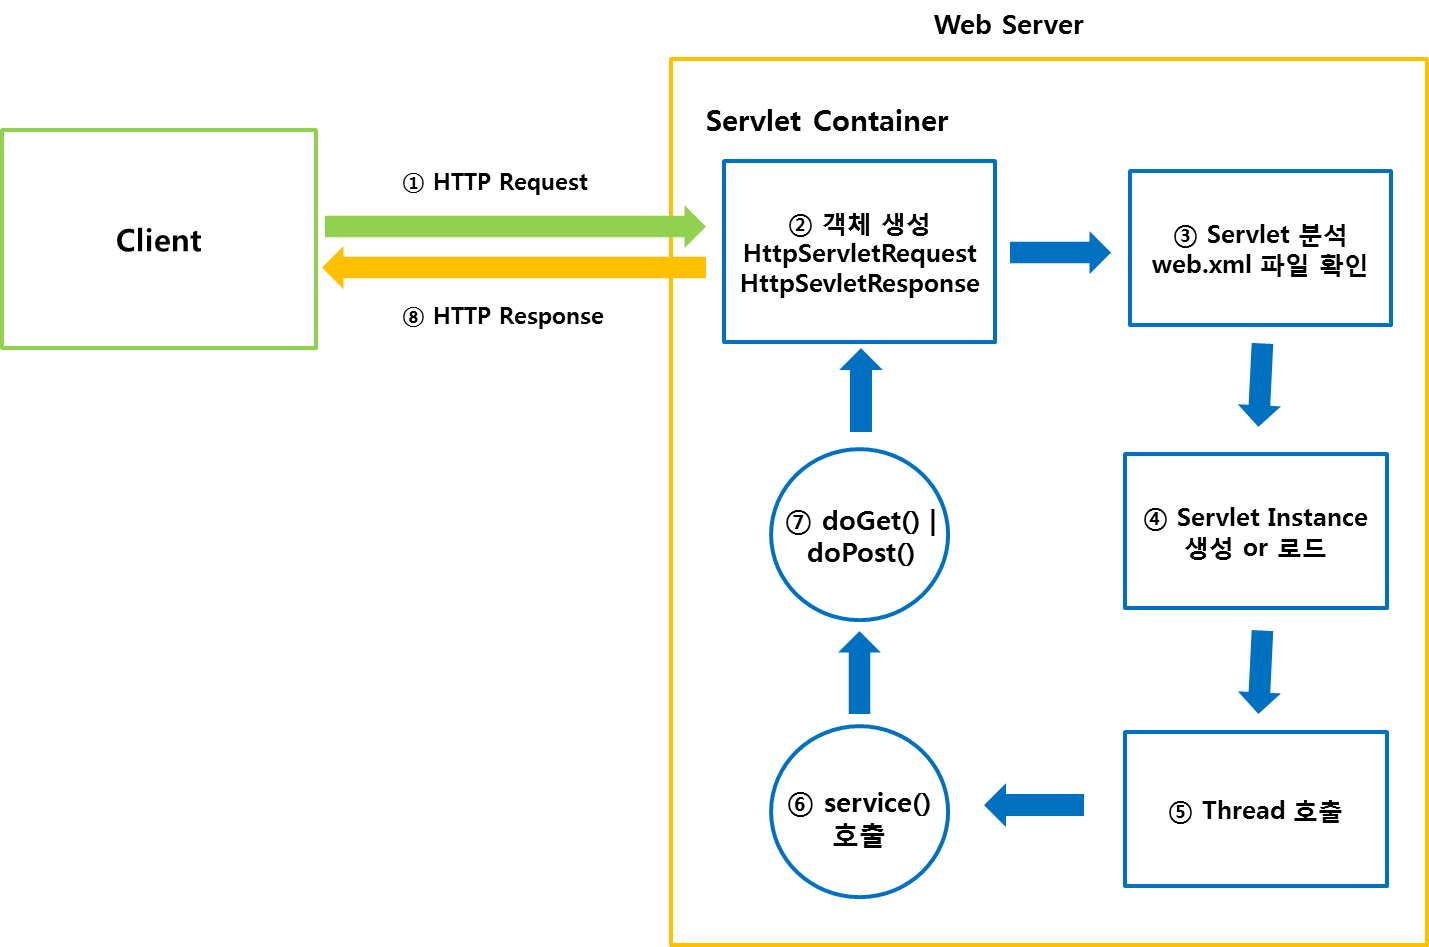 Web Server
Servlet Container
Client
① HTTP Request
⑧ HTTP Response
② 객체 생성
HttpServletRequest
HttpSevletResponse
③ Servlet 분석
web.xml 파일 확인
④ Servlet Instance
생성 or 로드
⑤ Thread 호출
⑥ service()
호출
⑦ doGet() |
doPost()